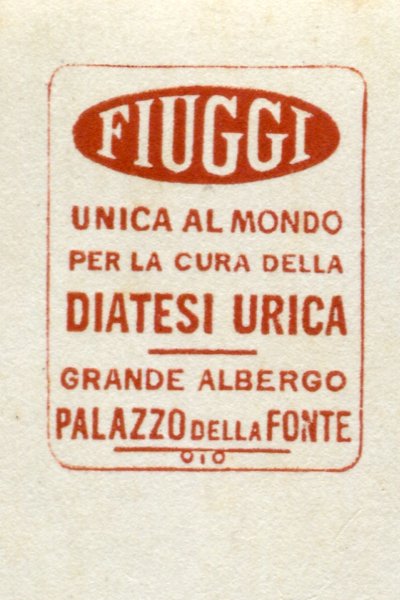 FIUGGI
UNICA AL MONDO
PER LA CURA DELLA
DIATESI URICA
GRANDE ALBERGO
PALAZZO DELLA FONTE